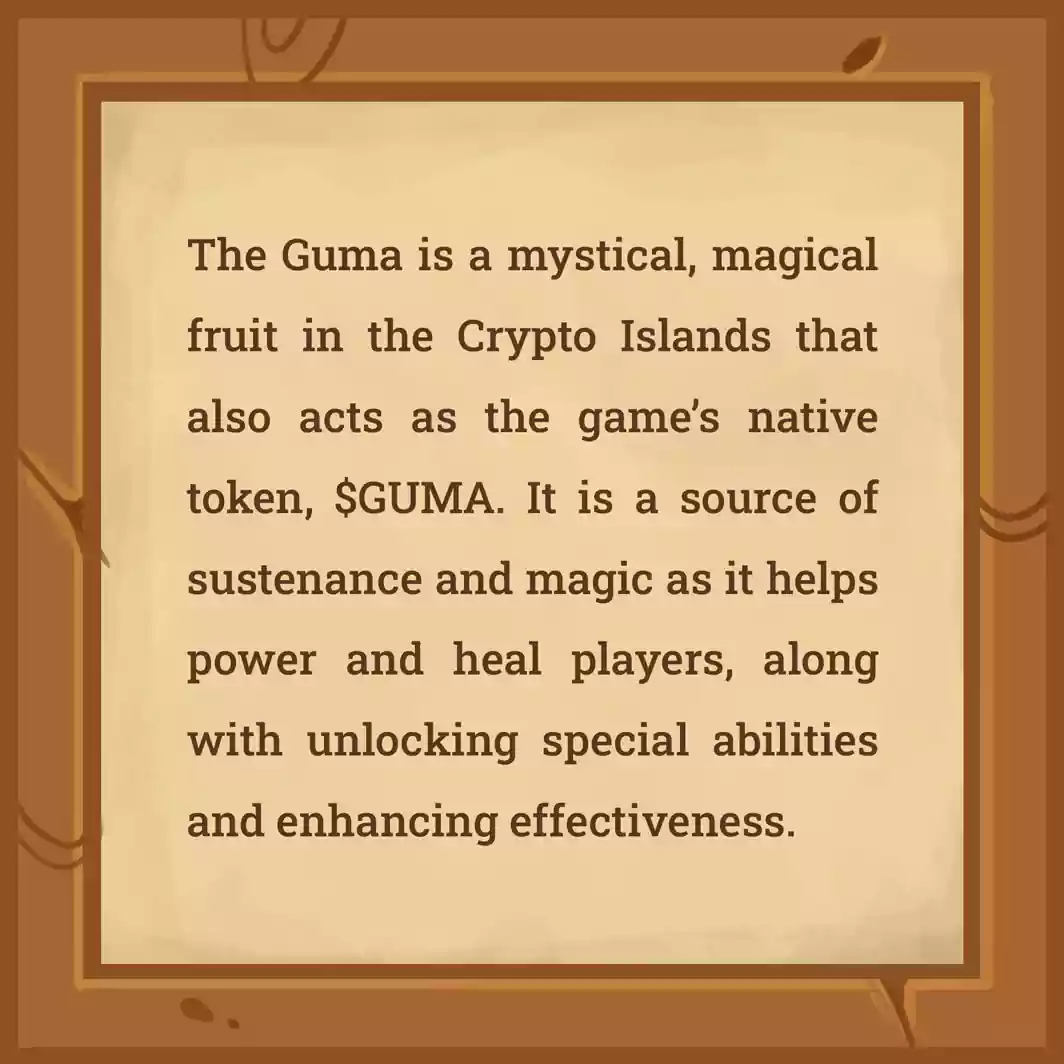 The Guma is a mystical, magical
fruit in the Crypto Islands that
also acts as the game’s native
token, $GUMA. It is a source of
sustenance and magic as it helps
power and heal players, along
with unlocking special abilities
and enhancing effectiveness.